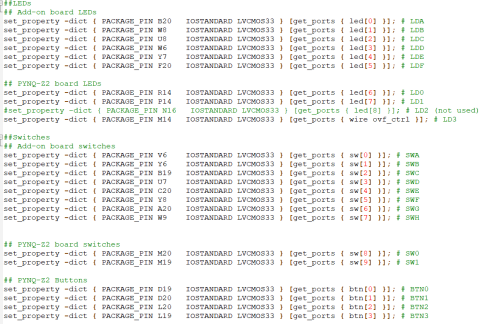 ##LEDs
## Add-on board LEDs
set_property -dict { PACKAGE_PIN B20 IOSTANDARD LVCMOS33 } [get_ports { led[0] }]; # LDA
set_property -dict { PACKAGE_PIN W8 IOSTANDARD LVCMOS33 } [get_ports { led[1] }]; # LDB
set_property -dict { PACKAGE_PIN U8 IOSTANDARD LVCMOS33 } [get_ports { led[2] }]; # LDC
set_property -dict { PACKAGE_PIN W6 IOSTANDARD LVCMOS33 } [get_ports { led[3] }]; # LDD
set_property -dict { PACKAGE_PIN Y7 IOSTANDARD LVCMOS33 } [get_ports { led[4] }]; # LDE
set_property -dict { PACKAGE_PIN F20 IOSTANDARD LVCMOS33 } [get_ports { led[5] }]; # LDF
## PYNQ-Z2 board LEDs
set_property -dict { PACKAGE_PIN R14 IOSTANDARD LVCMOS33 } [get_ports { led[6] }]; # LD0
set_property -dict { PACKAGE_PIN P14 IOSTANDARD LVCMOS33 } [get_ports { led[7] }]; # LD1
#set_property -dict { PACKAGE_PIN N16 IOSTANDARD LVCMOS33 } [get_ports { led[8] }]; # LD2 (not used)
set_property -dict { PACKAGE_PIN M14 IOSTANDARD LVCMOS33 } [get_ports { wire ovf_ctrl }]; # LD3
##Switches
## Add-on board switches
set_property -dict { PACKAGE_PIN V6 IOSTANDARD LVCMOS33 } [get_ports { sw[0] }]; # SWA
set_property -dict { PACKAGE_PIN Y6 IOSTANDARD LVCMOS33 } [get_ports { sw[1] }]; # SWB
set_property -dict { PACKAGE_PIN B19 IOSTANDARD LVCMOS33 } [get_ports { sw[2] }]; # SWC
set_property -dict { PACKAGE_PIN U7 IOSTANDARD LVCMOS33 } [get_ports { sw[3] }]; # SWD
set_property -dict { PACKAGE_PIN C20 IOSTANDARD LVCMOS33 } [get_ports { sw[4] }]; # SWE
set_property -dict { PACKAGE_PIN Y8 IOSTANDARD LVCMOS33 } [get_ports { sw[5] }]; # SWF
set_property -dict { PACKAGE_PIN A20 IOSTANDARD LVCMOS33 } [get_ports { sw[6] }]; # SWG
set_property -dict { PACKAGE_PIN W9 IOSTANDARD LVCMOS33 } [get_ports { sw[7] }]; # SWH
## PYNQ-Z2 board switches
set_property -dict { PACKAGE_PIN M20 IOSTANDARD LVCMOS33 } [get_ports { sw[8] }]; # SW0
set_property -dict { PACKAGE_PIN M19 IOSTANDARD LVCMOS33 } [get_ports { sw[9] }]; # SW1
## PYNQ-Z2 Buttons
set_property -dict { PACKAGE_PIN D19 IOSTANDARD LVCMOS33 } [get_ports { btn[0] }]; # BTN0
set_property -dict { PACKAGE_PIN D20 IOSTANDARD LVCMOS33 } [get_ports { btn[1] }]; # BTN1
set_property -dict { PACKAGE_PIN L20 IOSTANDARD LVCMOS33 } [get_ports { btn[2] }]; # BTN2
set_property -dict { PACKAGE_PIN L19 IOSTANDARD LVCMOS33 } [get_ports { btn[3] }]; # BTN3